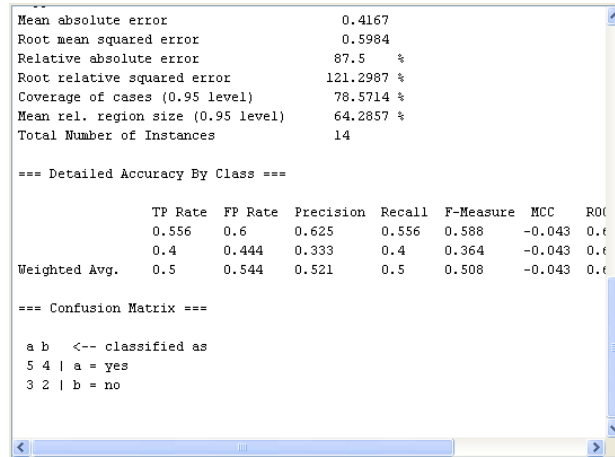 Mean absolute error 0.4167
Root mean squared error 0.5984
Relative absolute error 87.5 %
Root relative squared error 121.2987 %
Coverage of cases (0.95 level) 78.5714 %
Mean rel. region size (0.95 level) 64.2857 %
Total Number of Instances 14
=== Detailed Accuracy By Class ===
TP Rate FP Rate Precision Recall F-Measure MCC
0.556 0.6 0.625 0.556 0.588 -0.043
0.4 0.444 0.333 0.4 0.364 -0.043
Weighted Avg. 0.5 0.544 0.521 0.5 0.508 -0.043
=== Confusion Matrix ===
a b <-- classified as
5 4 | a = yes
3 2 | b = no